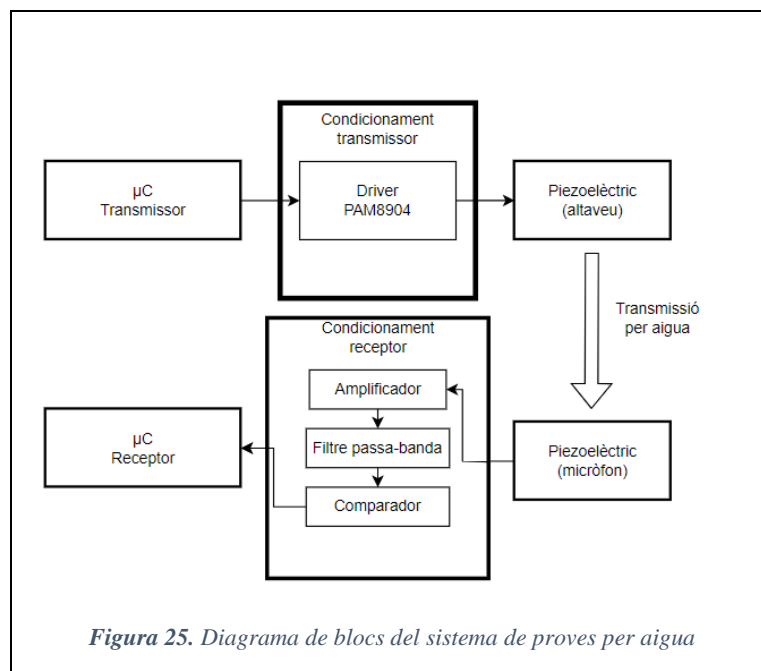 Condicionament
transmissor
µC
Transmissor
Driver
PAM8904
Piezoelèctric
(altaveu)
Transmissió
per aigua
Condicionament
receptor
Amplificador
Filtre passa-banda
Comparador
µC
Receptor
Piezoelèctric
(micròfon)
Figura 25. Diagrama de blocs del sistema de proves per aigua